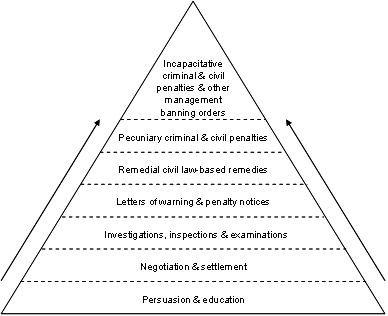 Incapacitative
criminal & civil
penalties & other
management
banning orders
Pecuniary criminal & civil penalties
Remedial civil law-based remedies
Letters of warning & penalty notices
Investigations, inspections & examinations
Negotiation & settlement
Persuasion & education